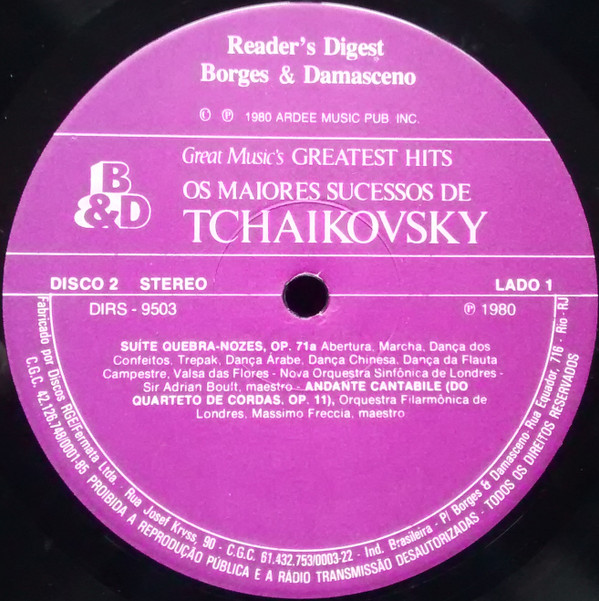 Reader's Digest
Borges & Damasceno
© ℗ 1980 ARDEE MUSIC PUB INC.
Great Music's GREATEST HITS
B
&D
OS MAIORES SUCESSOS DE
TCHAIKOVSKY
DISCO 2 STEREO LADO 1
DIRS - 9503 ℗ 1980
SUÍTE QUEBRA-NOZES, OP. 71a Abertura, Marcha, Dança dos
Confeitos, Trepak, Dança Árabe, Dança Chinesa, Dança da Flauta
Campestre, Valsa das Flores - Nova Orquestra Sinfônica de Londres -
Sir Adrian Boult, maestro - ANDANTE CANTABILE (DO
QUARTETO DE CORDAS, OP. 11), Orquestra Filarmônica de
Londres, Massimo Freccia, maestro
Fabricado por Discos RGE/Fermata Ltda. - Rua Josef Kryss, 90 - C.G.C. 61.432.753/0003-22 - Ind. Brasileira - P/ Borges & Damasceno- Rua Equador, 716 - Rio - RJ
C.G.C. 42.126.748/0001-85 PROIBIDA A REPRODUÇÃO PÚBLICA E A RÁDIO TRANSMISSÃO DESAUTORIZADAS - TODOS OS DIREITOS RESERVADOS